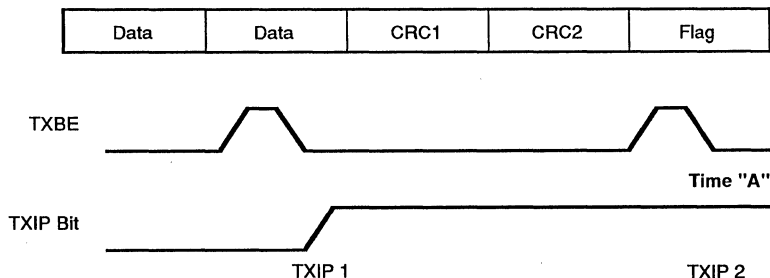 Data Data CRC1 CRC2 Flag
TXBE
Time "A"
TXIP Bit
TXIP 1 TXIP 2